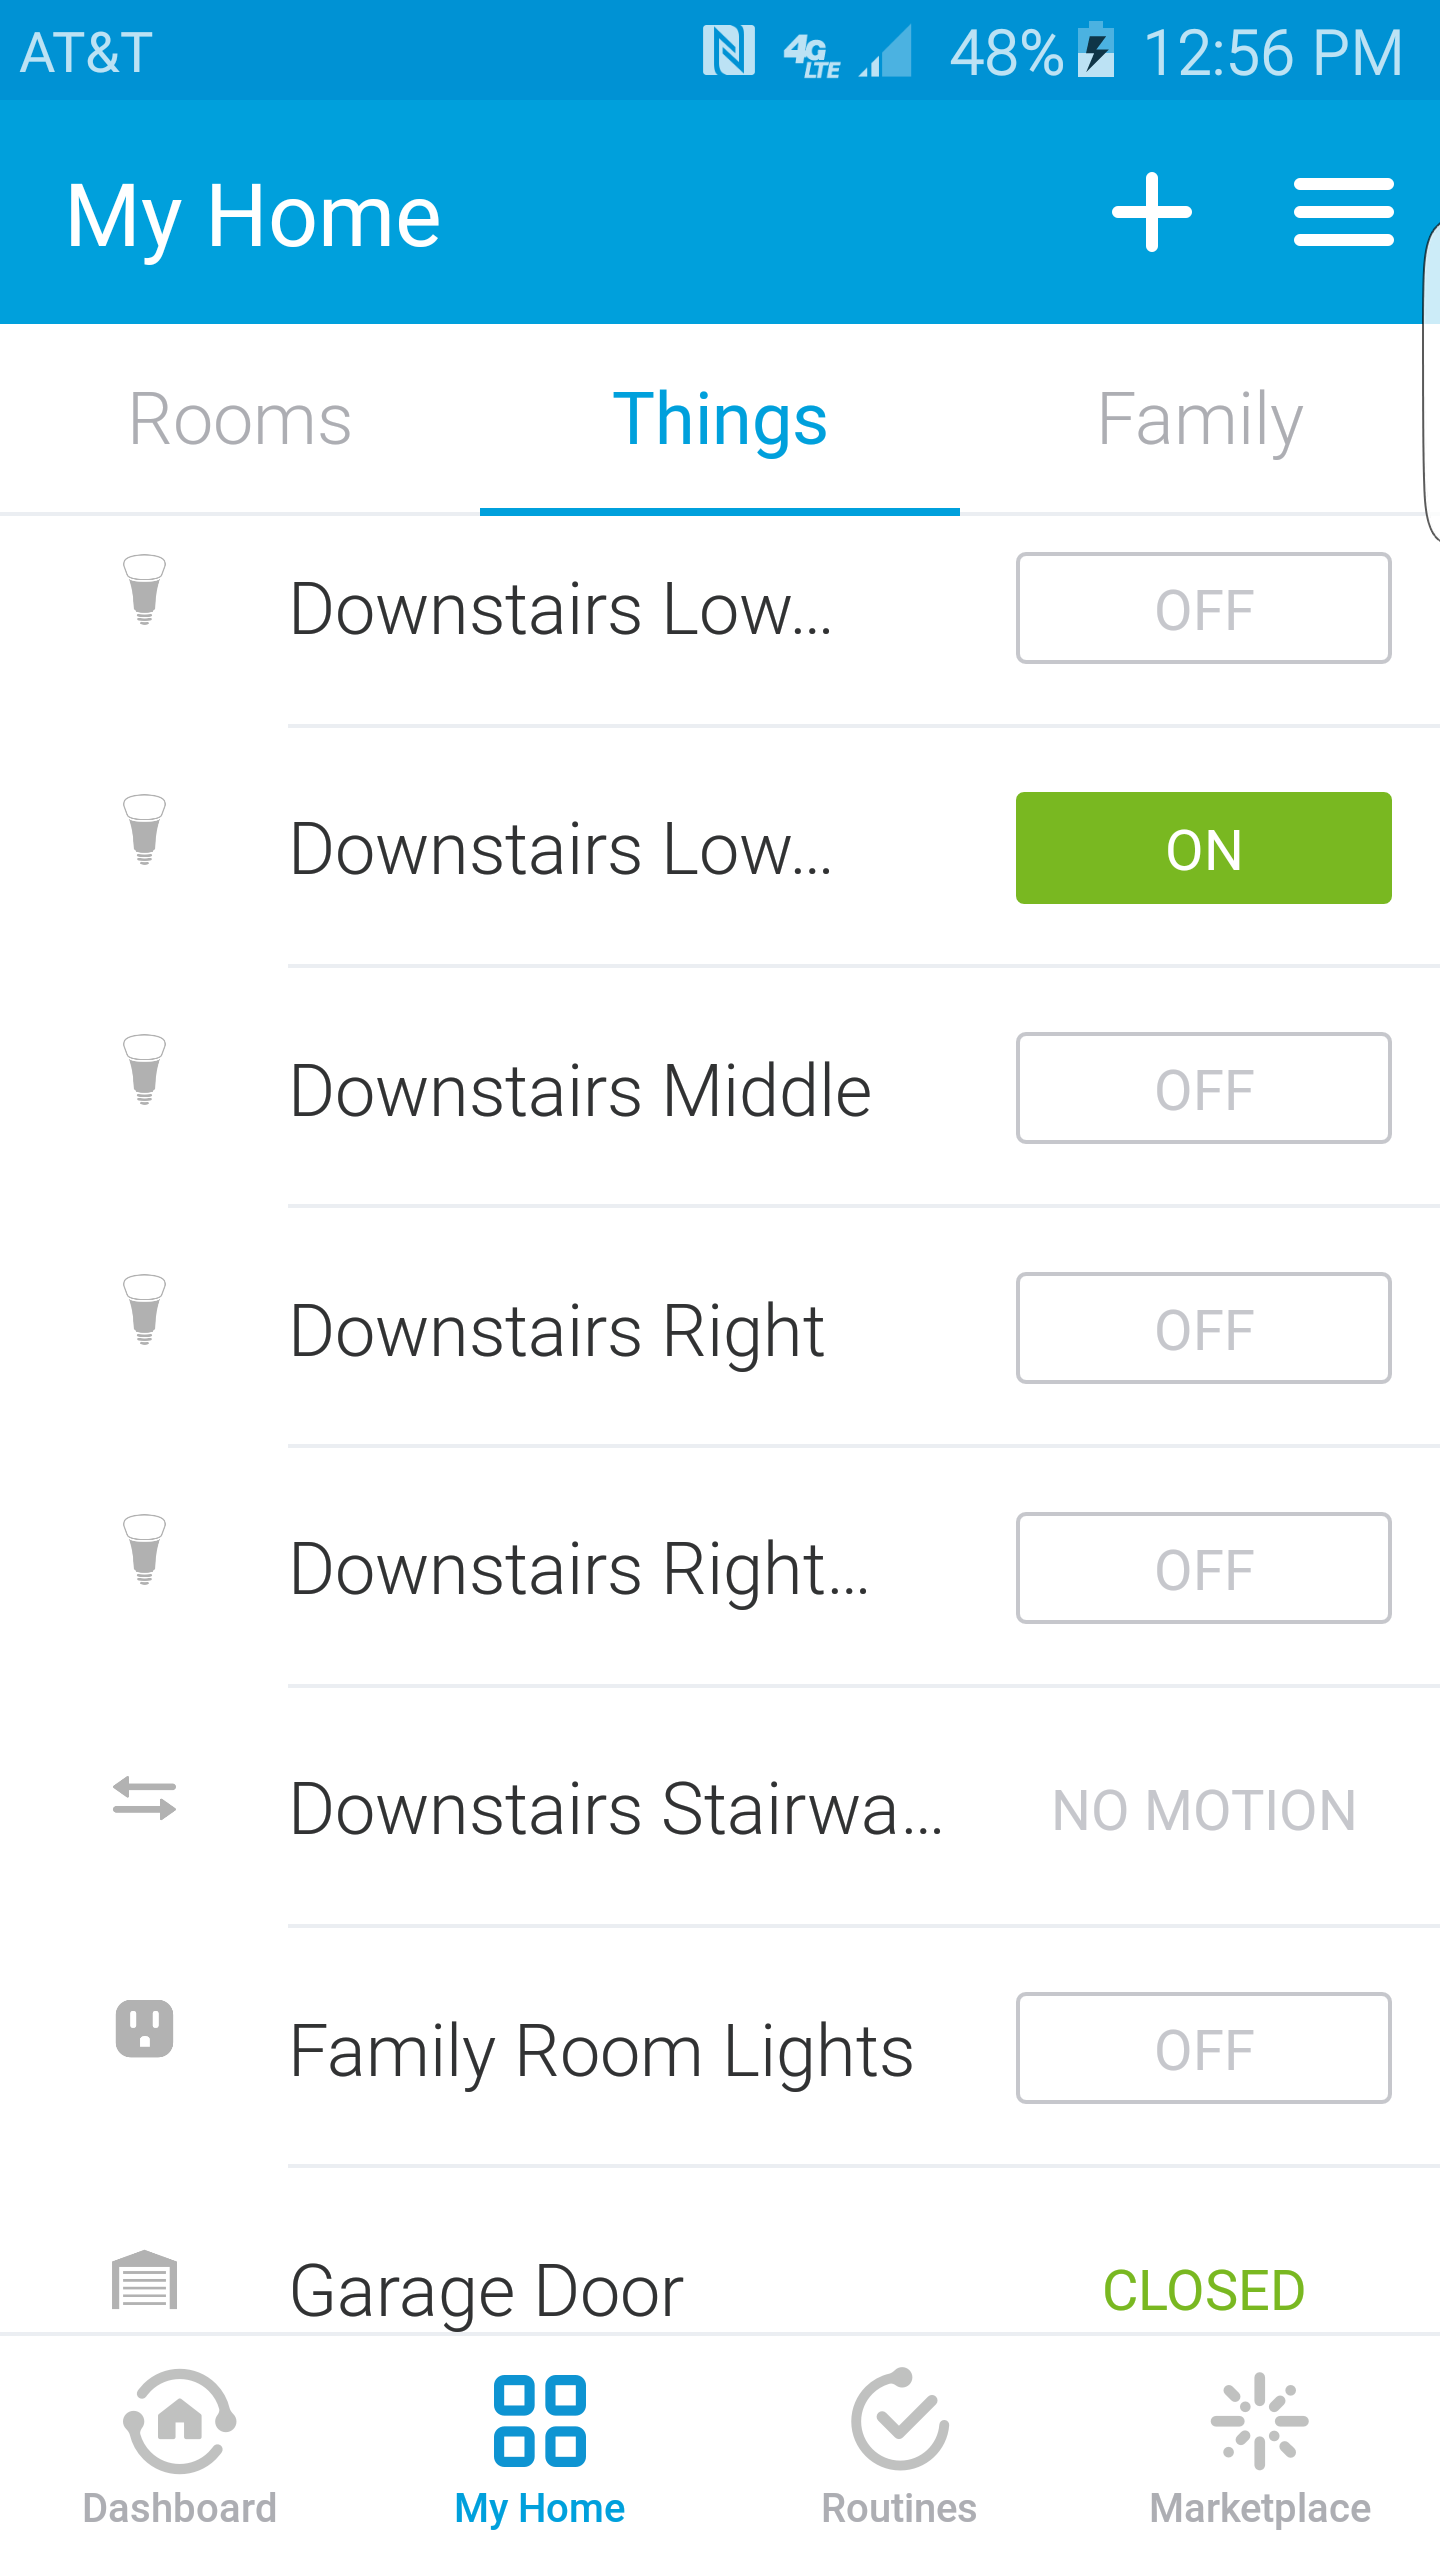 AT&T 4G LTE 48% 12:56 PM
My Home
Rooms Things Family
Downstairs Low... OFF
Downstairs Low... ON
Downstairs Middle OFF
Downstairs Right OFF
Downstairs Right... OFF
Downstairs Stairwa... NO MOTION
Family Room Lights OFF
Garage Door CLOSED
Dashboard My Home Routines Marketplace